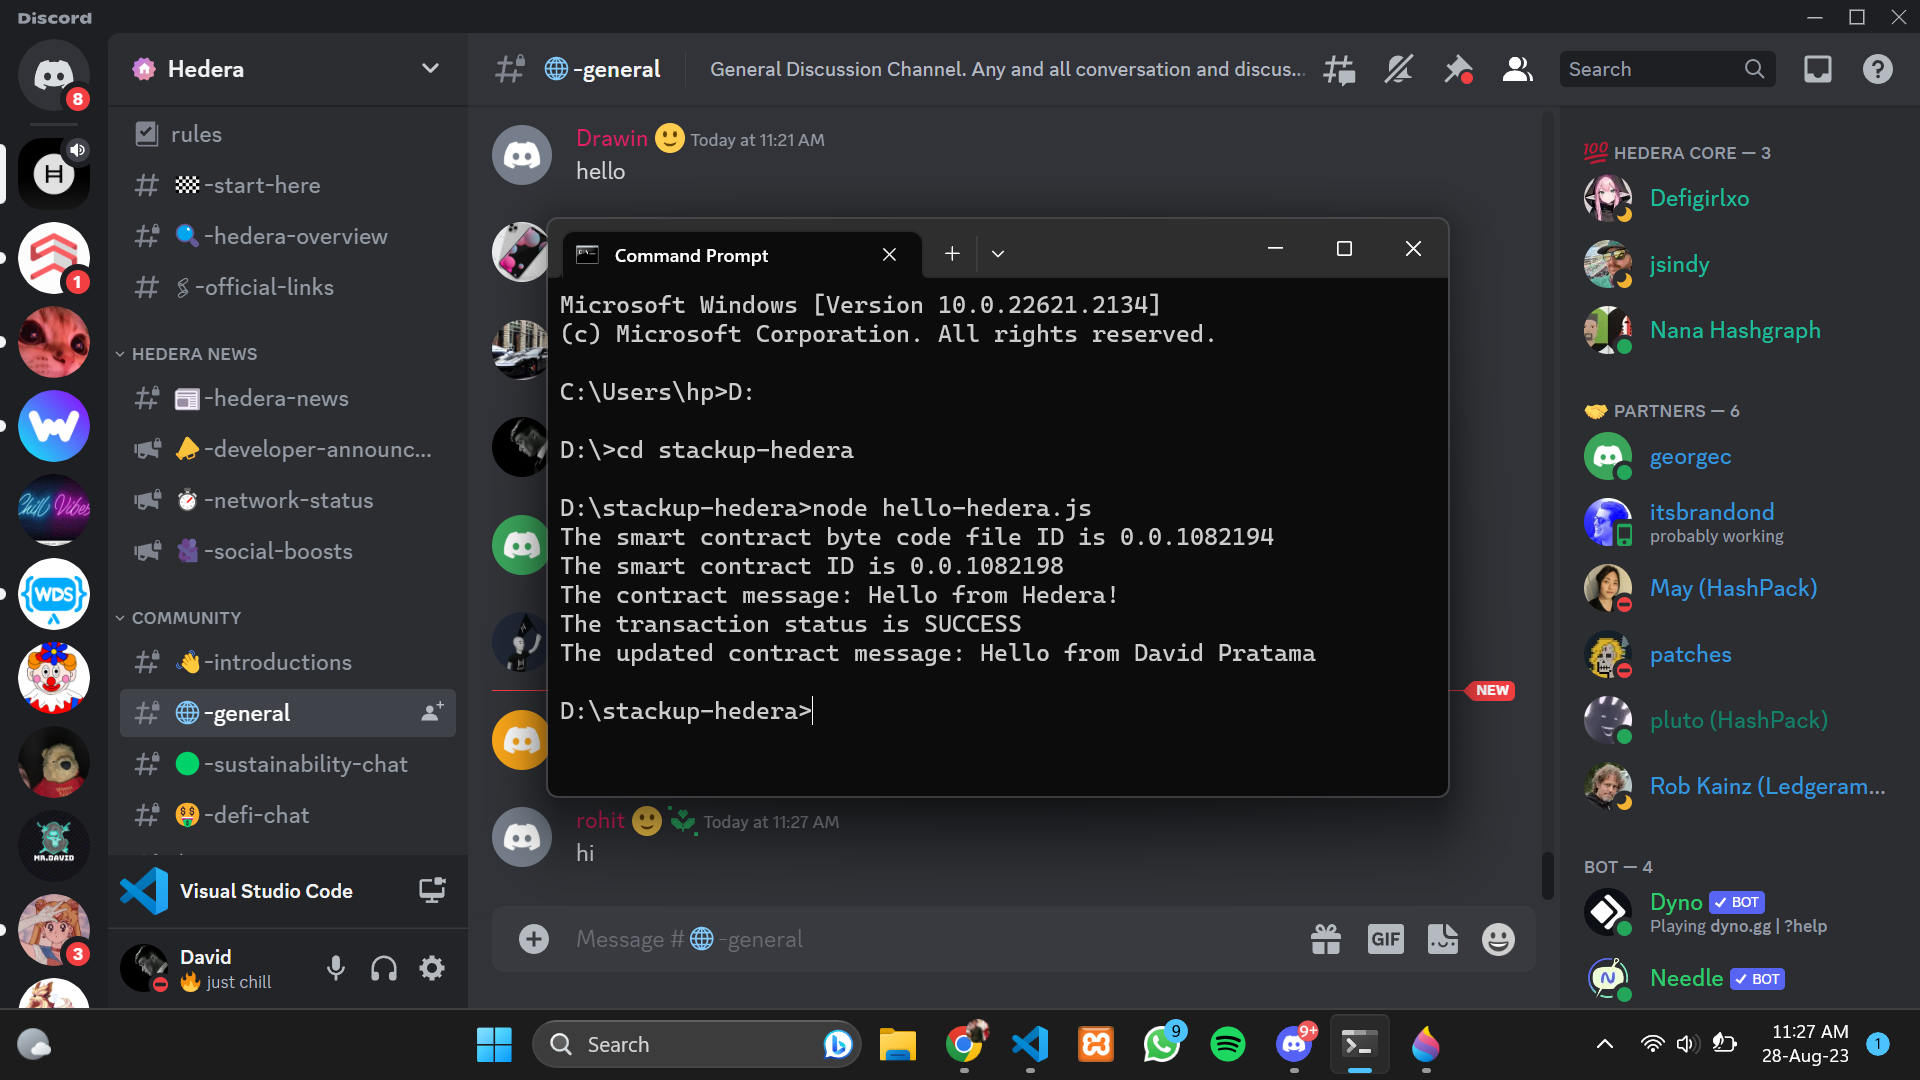 Discord
8
1
WDS
MR.DAVID
3
Hedera
rules
-start-here
-hedera-overview
-official-links
HEDERA NEWS
-hedera-news
-developer-announc...
-network-status
-social-boosts
COMMUNITY
-introductions
-general
-sustainability-chat
-defi-chat
Visual Studio Code
David
just chill
-general
General Discussion Channel. Any and all conversation and discus...
Search
Drawin Today at 11:21 AM
hello
Command Prompt
Microsoft Windows [Version 10.0.22621.2134]
(c) Microsoft Corporation. All rights reserved.
C:\Users\hp>D:
D:\>cd stackup-hedera
D:\stackup-hedera>node hello-hedera.js
The smart contract byte code file ID is 0.0.1082194
The smart contract ID is 0.0.1082198
The contract message: Hello from Hedera!
The transaction status is SUCCESS
The updated contract message: Hello from David Pratama
D:\stackup-hedera>
NEW
rohit Today at 11:27 AM
hi
Message # -general
GIF
HEDERA CORE — 3
Defigirlxo
jsindy
Nana Hashgraph
PARTNERS — 6
georgec
itsbrandond
probably working
May (HashPack)
patches
pluto (HashPack)
Rob Kainz (Ledgeram...
BOT — 4
Dyno BOT
Playing dyno.gg | ?help
Needle BOT
Search
9
9+
11:27 AM
28-Aug-23
1